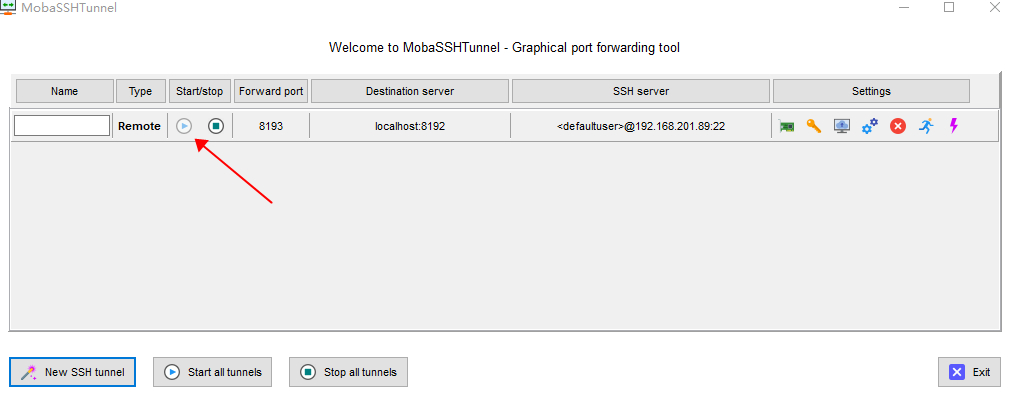 MobaSSHTunnel
Welcome to MobaSSHTunnel - Graphical port forwarding tool
Name Type Start/stop Forward port Destination server SSH server Settings
Remote 8193 localhost:8192 <defaultuser>@192.168.201.89:22
New SSH tunnel Start all tunnels Stop all tunnels Exit